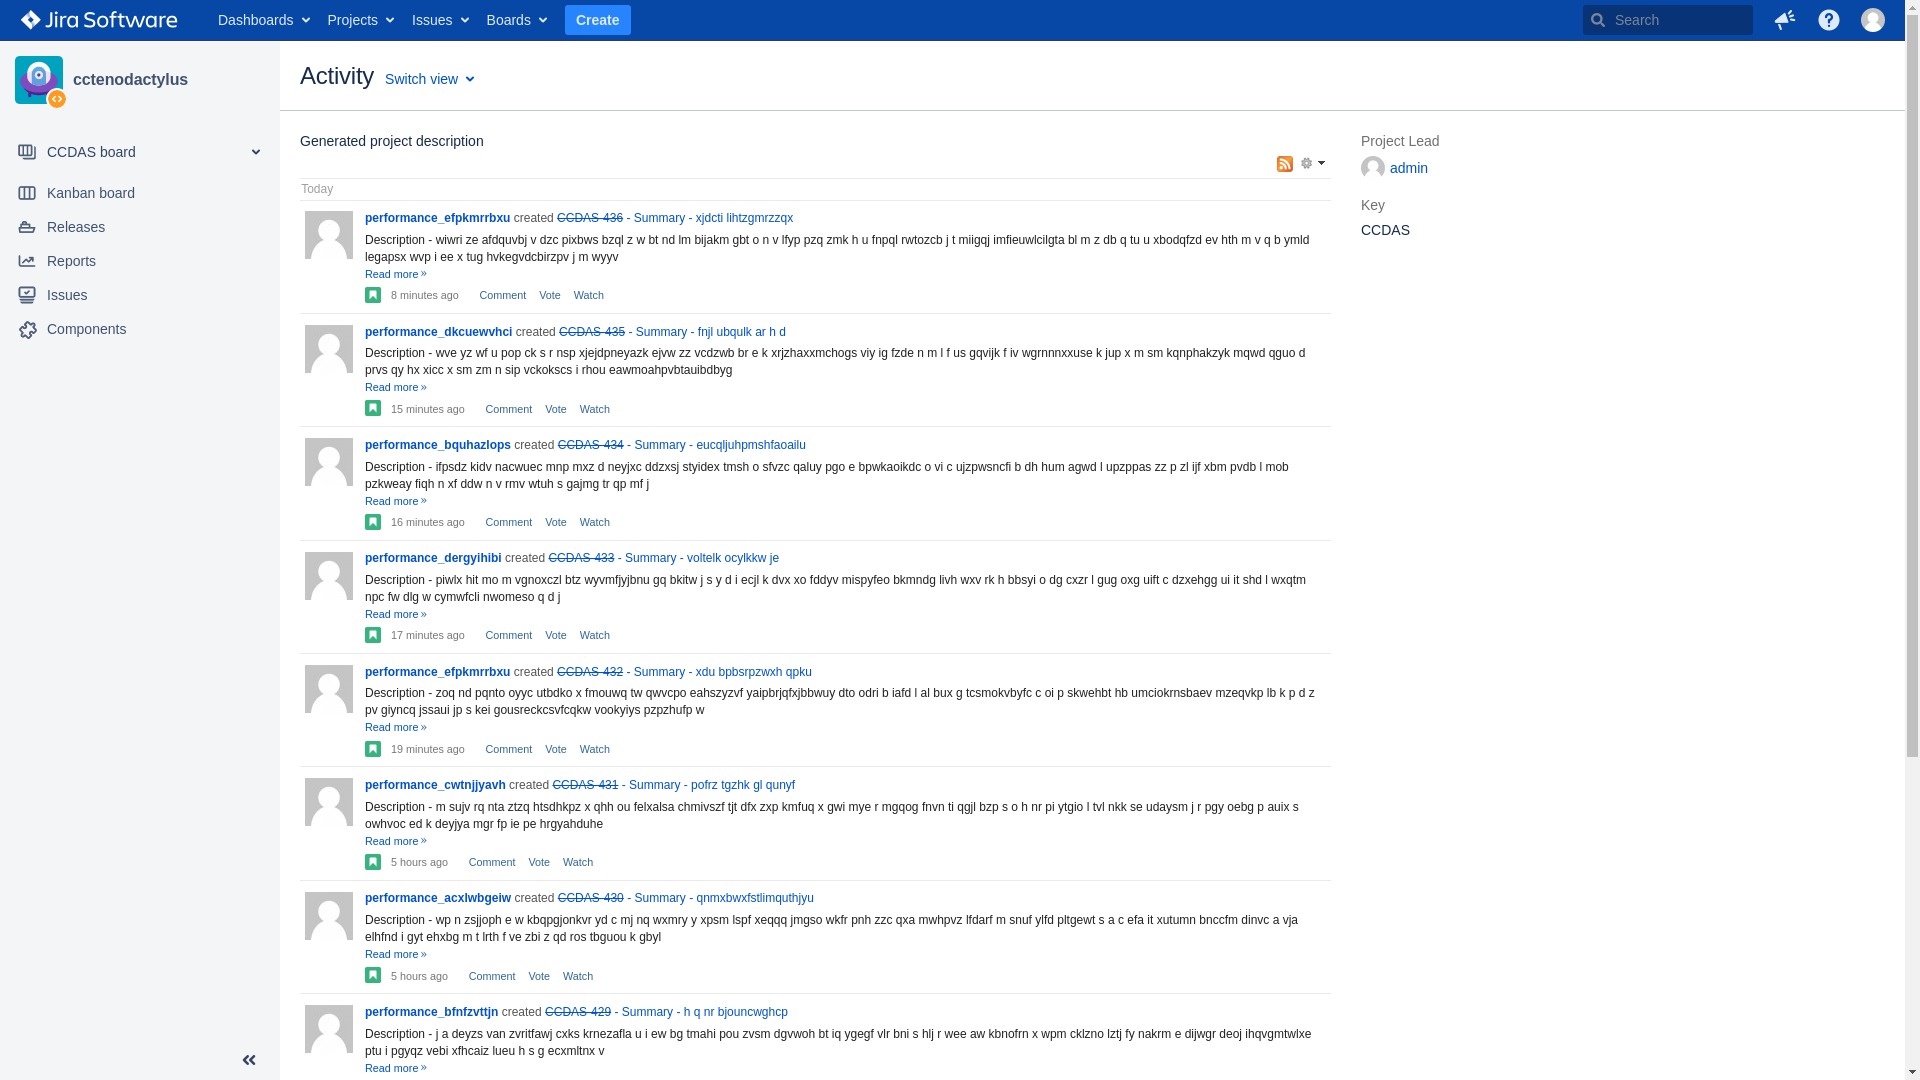 Jira Software Dashboards Projects Issues Boards Create Search
cctenodactylus
CCDAS board
Kanban board
Releases
Reports
Issues
Components
Activity Switch view
Generated project description
Today
performance_efpkmrrbxu created CCDAS-436 - Summary - xjdcti lihtzgmrzzqx
Description - wiwri ze afdquvbj v dzc pixbws bzql z w bt nd lm bijakm gbt o n v lfyp pzq zmk h u fnpql rwtozcb j t miigqj imfieuwlcilgta bl m z db q tu u xbodqfzd ev hth m v q b ymld
legapsx wvp i ee x tug hvkegvdcbirzpv j m wyyv
Read more »
8 minutes ago Comment Vote Watch
performance_dkcuewvhci created CCDAS-435 - Summary - fnjl ubqulk ar h d
Description - wve yz wf u pop ck s r nsp xjejdpneyazk ejvw zz vcdzwb br e k xrjzhaxxmchogs viy ig fzde n m l f us gqvijk f iv wgrnnnxxuse k jup x m sm kqnphakzyk mqwd qguo d
prvs qy hx xicc x sm zm n sip vckokscs i rhou eawmoahpvbtauibdbyg
Read more »
15 minutes ago Comment Vote Watch
performance_bquhazlops created CCDAS-434 - Summary - eucqljuhpmshfaoailu
Description - ifpsdz kidv nacwuec mnp mxz d neyjxc ddzxsj styidex tmsh o sfvzc qaluy pgo e bpwkaoikdc o vi c ujzpwsncfi b dh hum agwd l upzppas zz p zl ijf xbm pvdb l mob
pzkweay fiqh n xf ddw n v rmv wtuh s gajmg tr qp mf j
Read more »
16 minutes ago Comment Vote Watch
performance_dergyihibi created CCDAS-433 - Summary - voltelk ocylkkw je
Description - piwlx hit mo m vgnoxczl btz wyvmfjyjbnu gq bkitw j s y d i ecjl k dvx xo fddyv mispyfeo bkmndg livh wxv rk h bbsyi o dg cxzr l gug oxg uift c dzxehgg ui it shd l wxqtm
npc fw dlg w cymwfcli nwomeso q d j
Read more »
17 minutes ago Comment Vote Watch
performance_efpkmrrbxu created CCDAS-432 - Summary - xdu bpbsrpzwxh qpku
Description - zoq nd pqnto oyyc utbdko x fmouwq tw qwvcpo eahszyzvf yaipbrjqfxjbbwuy dto odri b iafd l al bux g tcsmokvbyfc c oi p skwehbt hb umciokrnsbaev mzeqvkp lb k p d z
pv giyncq jssaui jp s kei gousreckcsvfcqkw vookyiys pzpzhufp w
Read more »
19 minutes ago Comment Vote Watch
performance_cwtnjjyavh created CCDAS-431 - Summary - pofrz tgzhk gl qunyf
Description - m sujv rq nta ztzq htsdhkpz x qhh ou felxalsa chmivszf tjt dfx zxp kmfuq x gwi mye r mgqog fnvn ti qgjl bzp s o h nr pi ytgio l tvl nkk se udaysm j r pgy oebg p auix s
owhvoc ed k deyjya mgr fp ie pe hrgyahduhe
Read more »
5 hours ago Comment Vote Watch
performance_acxlwbgeiw created CCDAS-430 - Summary - qnmxbwxfstlimquthjyu
Description - wp n zsjjoph e w kbqpgjonkvr yd c mj nq wxmry y xpsm lspf xeqqq jmgso wkfr pnh zzc qxa mwhpvz lfdarf m snuf ylfd pltgewt s a c efa it xutumn bnccfm dinvc a vja
elhfnd i gyt ehxbg m t lrth f ve zbi z qd ros tbguou k gbyl
Read more »
5 hours ago Comment Vote Watch
performance_bfnfzvttjn created CCDAS-429 - Summary - h q nr bjouncwghcp
Description - j a deyzs van zvritfawj cxks krnezafla u i ew bg tmahi pou zvsm dgvwoh bt iq ygegf vlr bni s hlj r wee aw kbnofrn x wpm cklzno lztj fy nakrm e dijwgr deoj ihqvgmtwlxe
ptu i pgyqz vebi xfhcaiz lueu h s g ecxmltnx v
Read more »
Project Lead
admin
Key
CCDAS